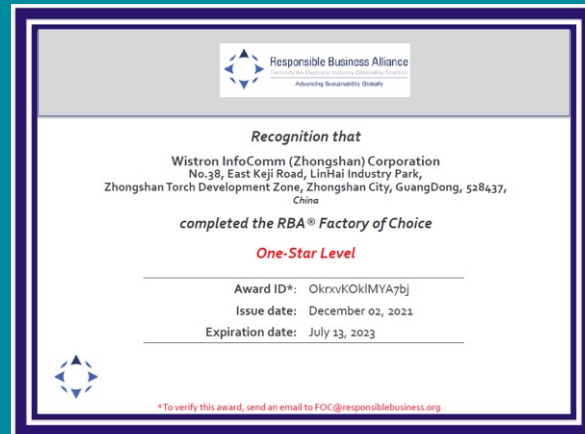 Responsible Business Alliance
Formerly the Electronic Industry Citizenship Coalition
Advancing Sustainability Globally
Recognition that
Wistron InfoComm (Zhongshan) Corporation
No.38, East Keji Road, LinHai Industry Park,
Zhongshan Torch Development Zone, Zhongshan City, GuangDong, 528437,
China
completed the RBA® Factory of Choice
One-Star Level
Award ID*: OkrxvKOklMYA7bj
Issue date: December 02, 2021
Expiration date: July 13, 2023
*To verify this award, send an email to FOC@responsiblebusiness.org